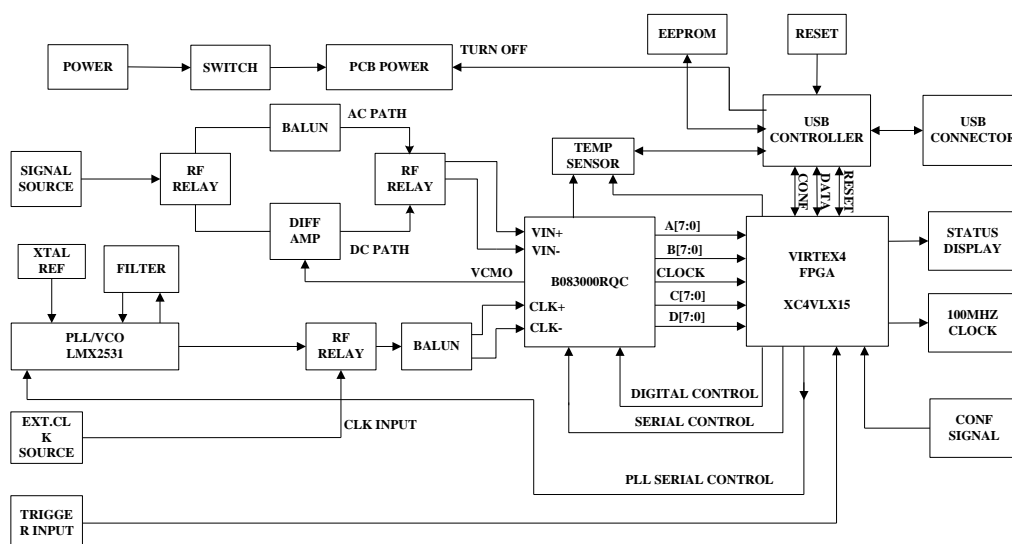 EEPROM
RESET
POWER
SWITCH
PCB POWER
TURN OFF
USB
CONTROLLER
USB
CONNECTOR
BALUN
AC PATH
TEMP
SENSOR
SIGNAL
SOURCE
RF
RELAY
RF
RELAY
CONF
DATA
RESET
DIFF
AMP
DC PATH
VIN+
VIN-
A[7:0]
B[7:0]
CLOCK
C[7:0]
D[7:0]
VIRTEX4
FPGA
XC4VLX15
STATUS
DISPLAY
XTAL
REF
FILTER
VCMO
B083000RQC
CLK+
CLK-
100MHZ
CLOCK
PLL/VCO
LMX2531
RF
RELAY
BALUN
DIGITAL CONTROL
SERIAL CONTROL
EXT.CL
K
SOURCE
CLK INPUT
CONF
SIGNAL
PLL SERIAL CONTROL
TRIGGE
R INPUT